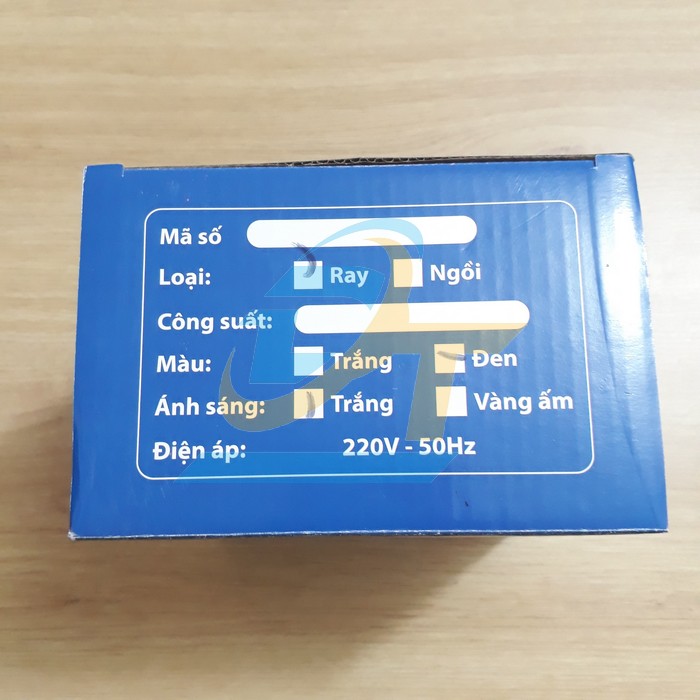 Mã số
Loại: Ray Ngồi
Công suất:
Màu: Trắng Đen
Ánh sáng: Trắng Vàng ấm
Điện áp: 220V - 50Hz